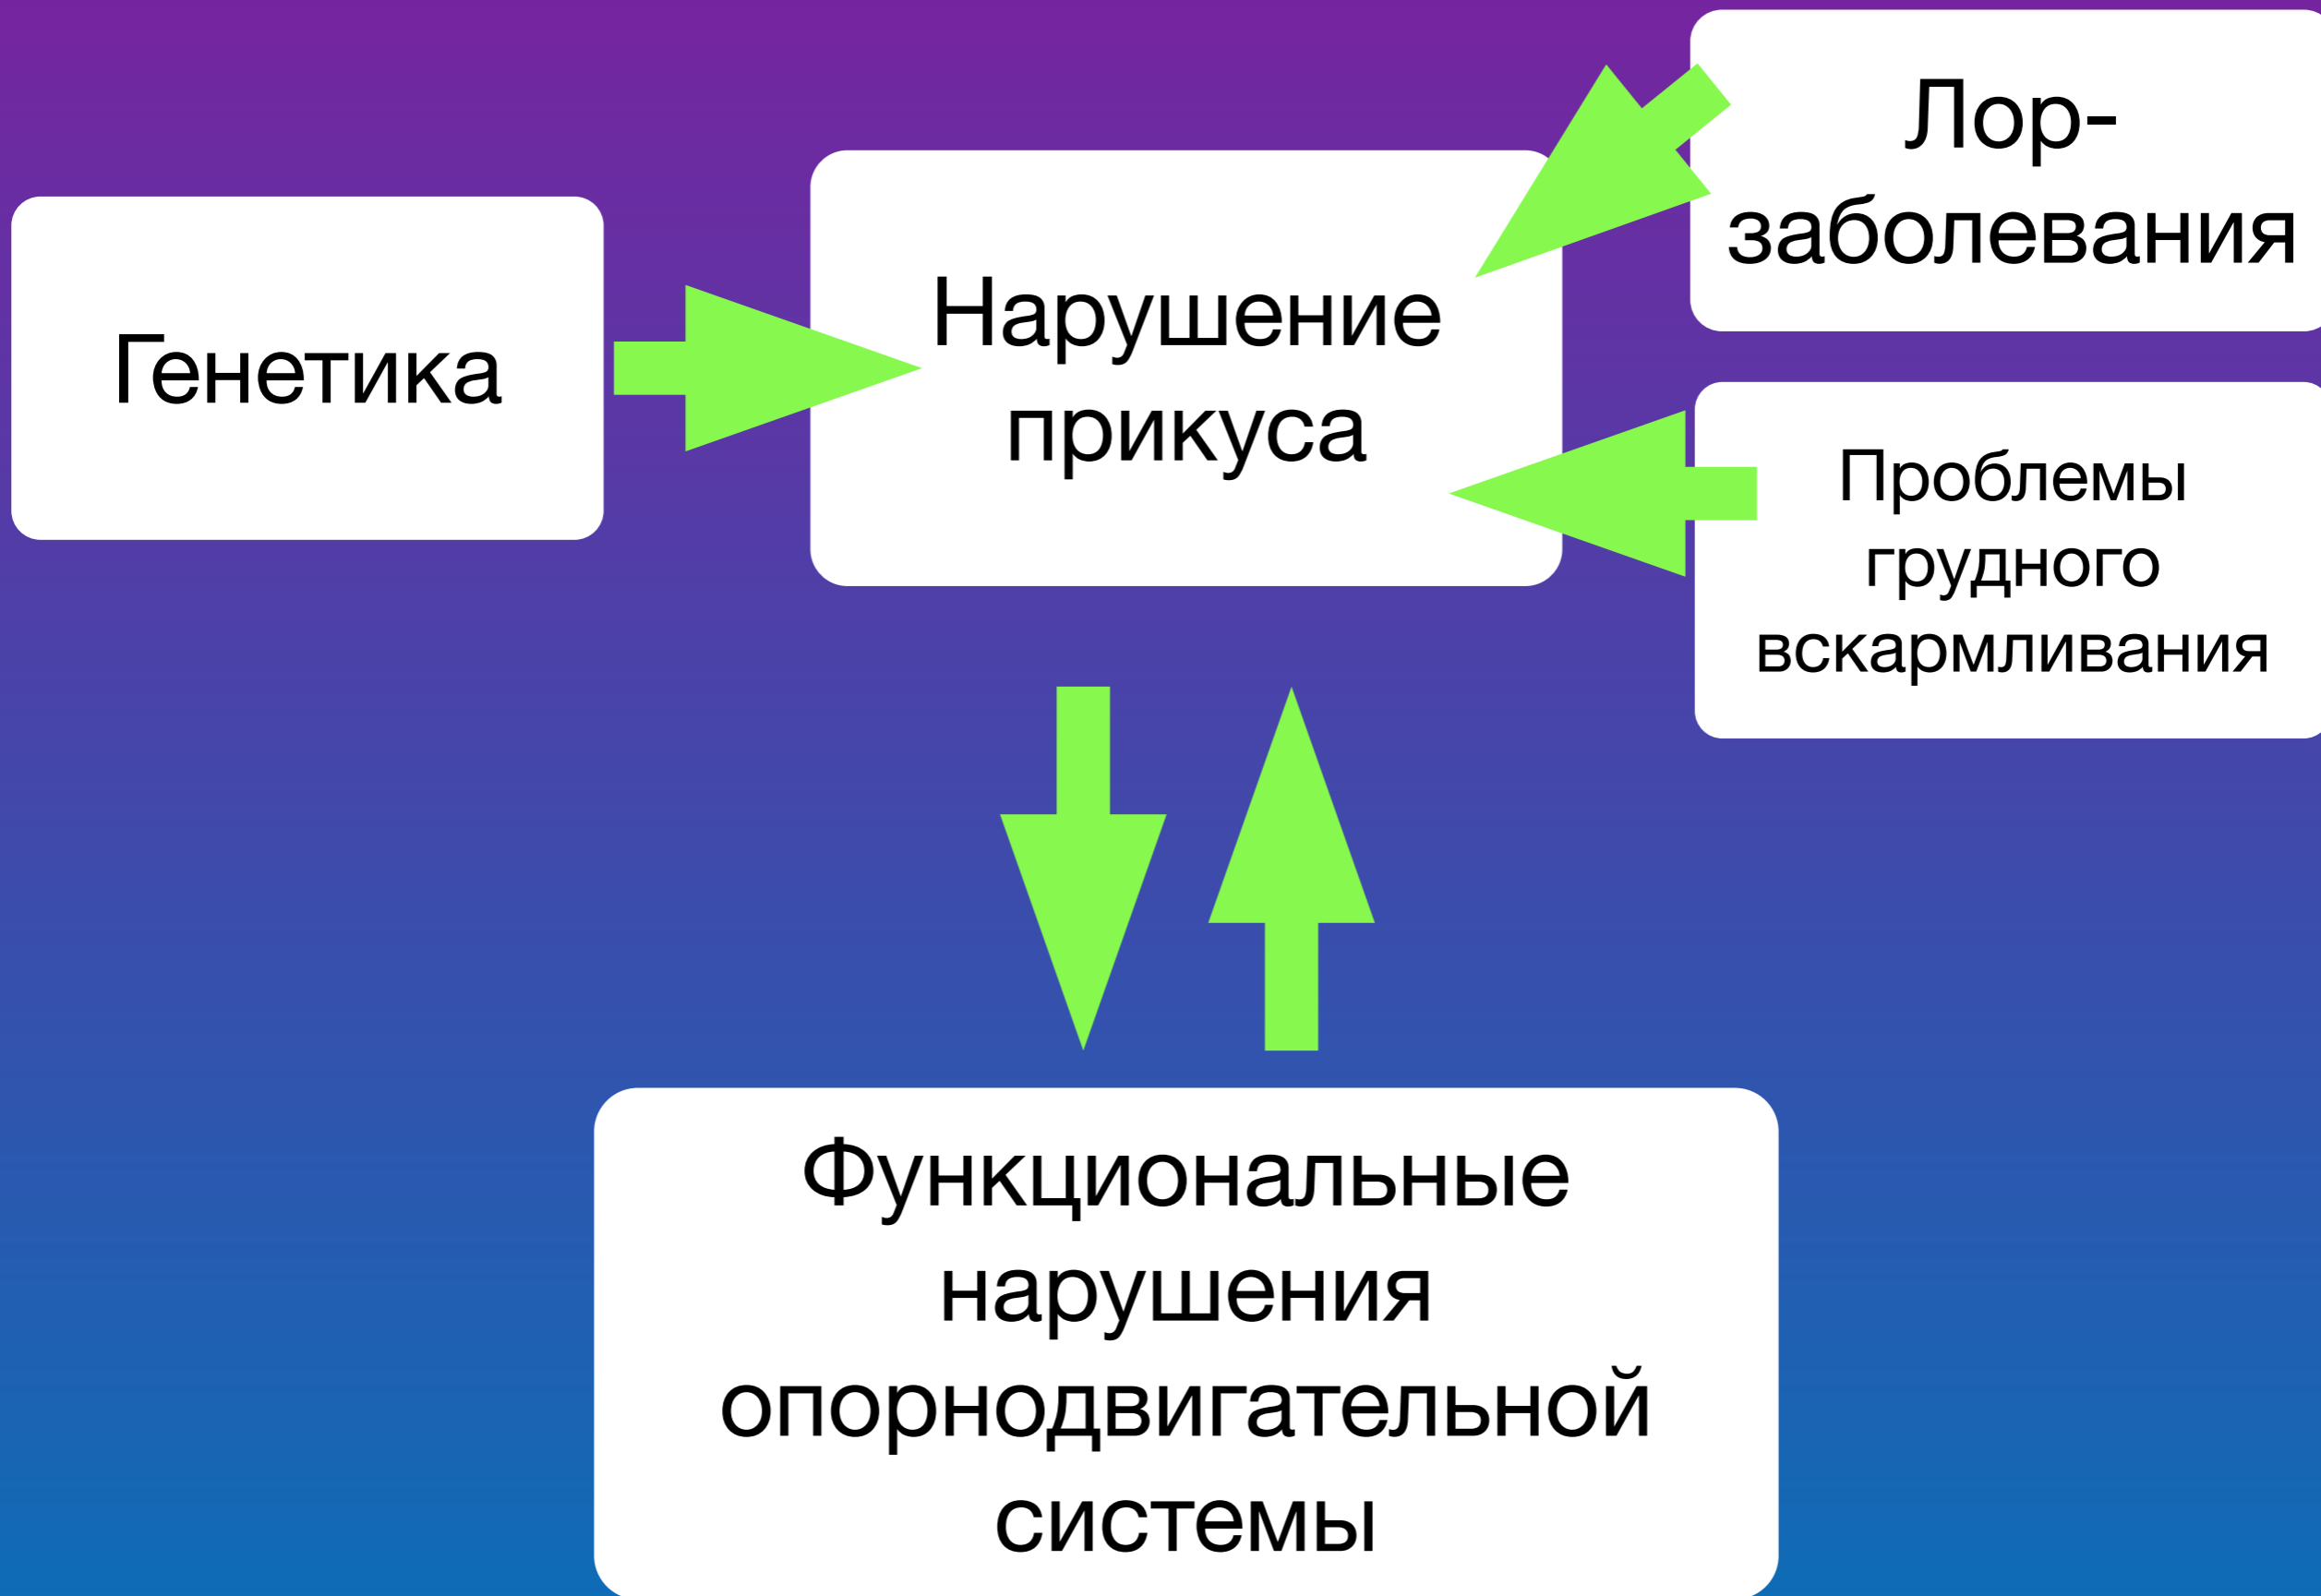 Генетика
Нарушение
прикуса
Лор-
заболевания
Проблемы
грудного
вскармливания
Функциональные
нарушения
опорнодвигательной
системы